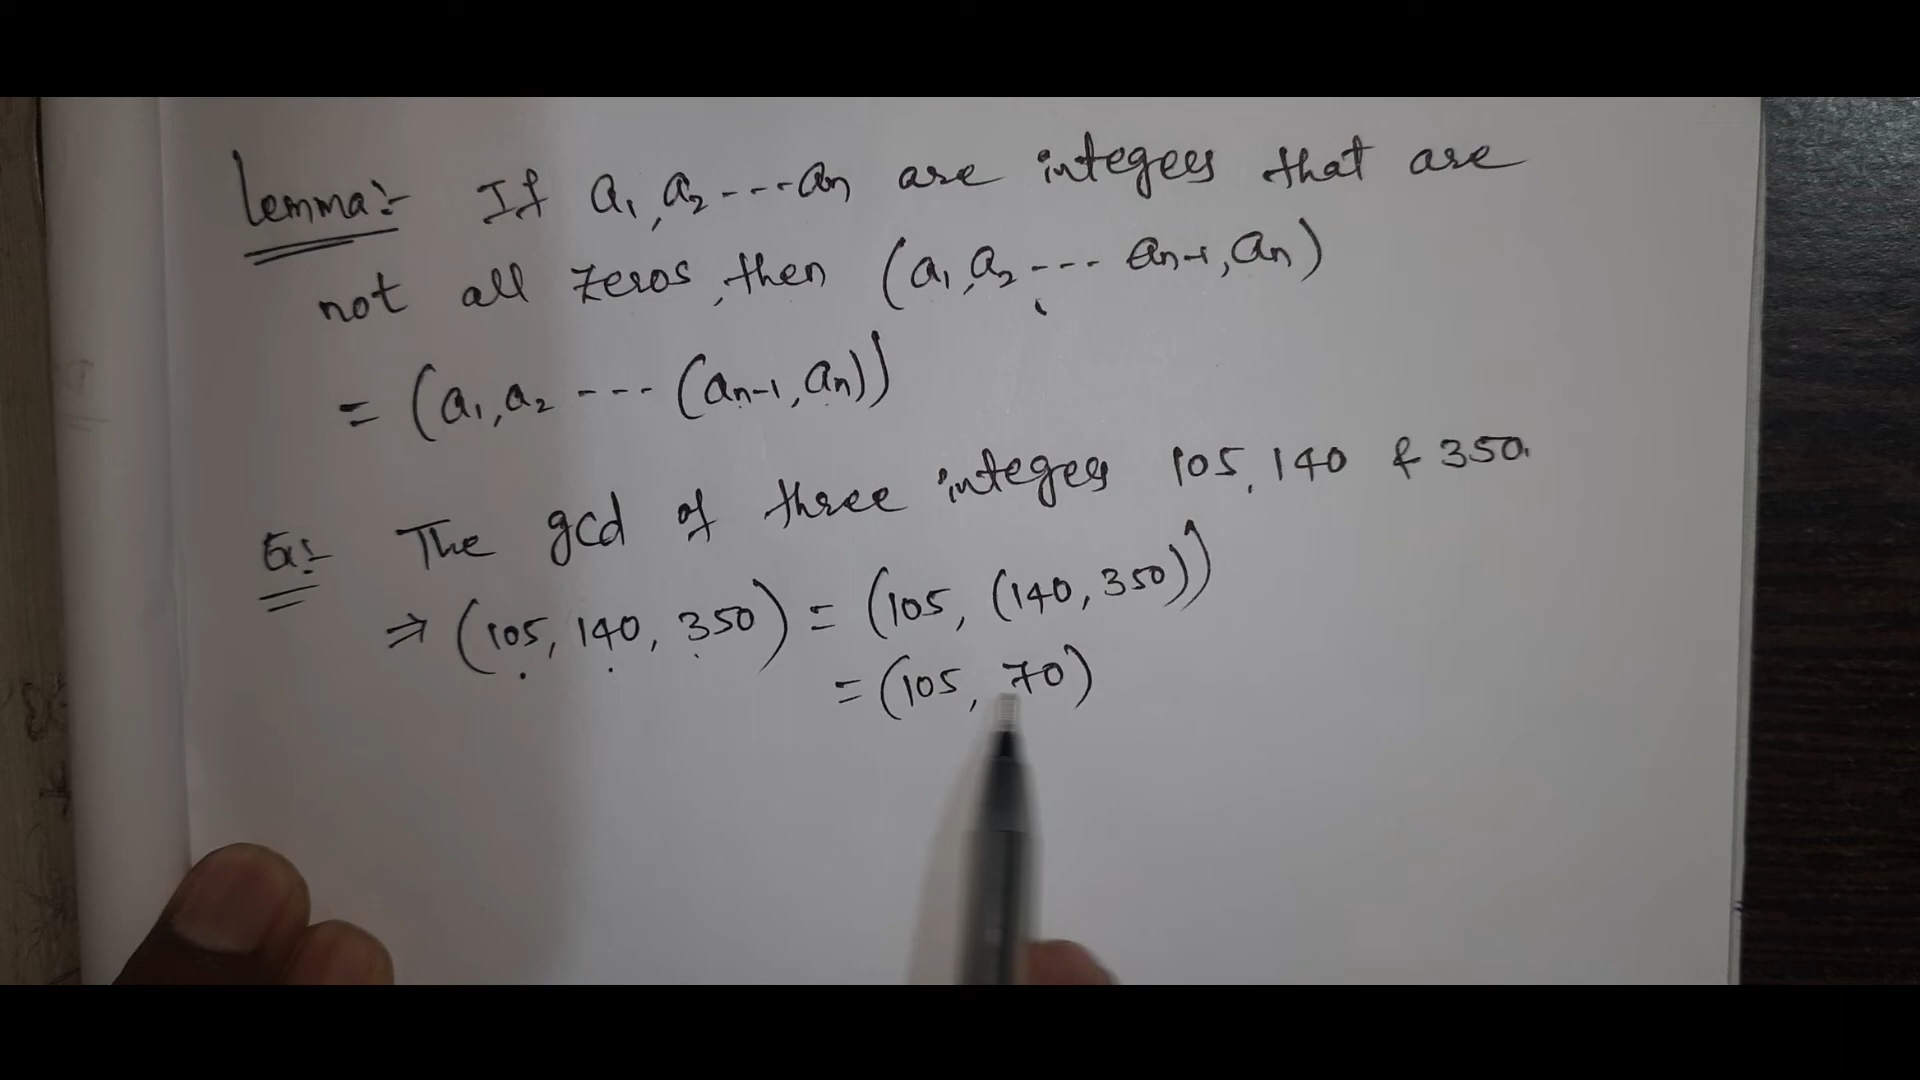 Lemma:- If a₁, a₂ ---- aₙ are integers that are
not all zeros, then (a₁, a₂ --- aₙ₋₁, aₙ)
= (a₁, a₂ --- (aₙ₋₁, aₙ))
Ex:- The gcd of three integers 105, 140 & 350.
⇒ (105, 140, 350) = (105, (140, 350))
= (105, 70)